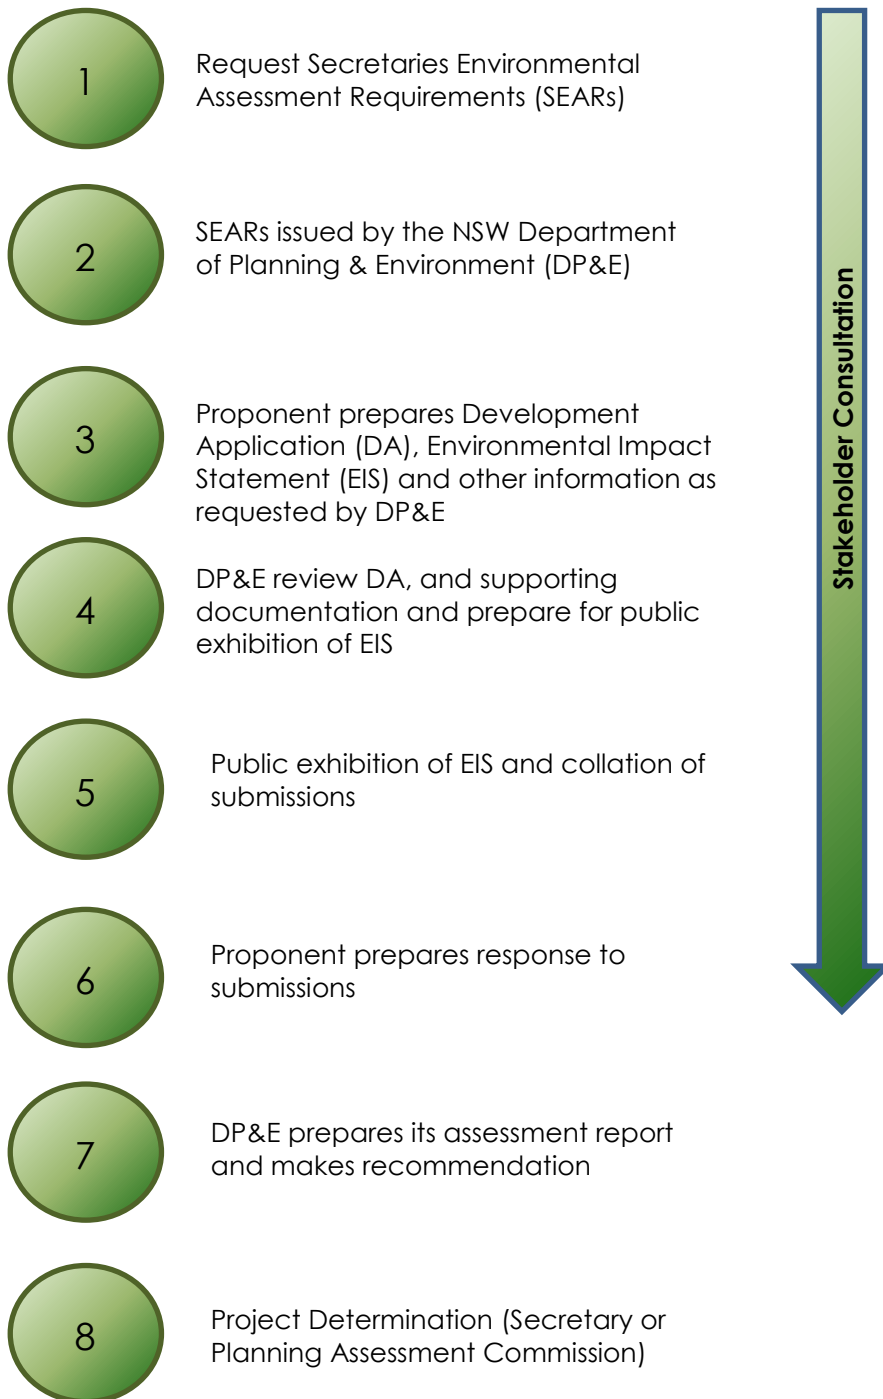 1
Request Secretaries Environmental
Assessment Requirements (SEARs)
2
SEARs issued by the NSW Department
of Planning & Environment (DP&E)
3
Proponent prepares Development
Application (DA), Environmental Impact
Statement (EIS) and other information as
requested by DP&E
4
DP&E review DA, and supporting
documentation and prepare for public
exhibition of EIS
5
Public exhibition of EIS and collation of
submissions
6
Proponent prepares response to
submissions
7
DP&E prepares its assessment report
and makes recommendation
8
Project Determination (Secretary or
Planning Assessment Commission)
Stakeholder Consultation